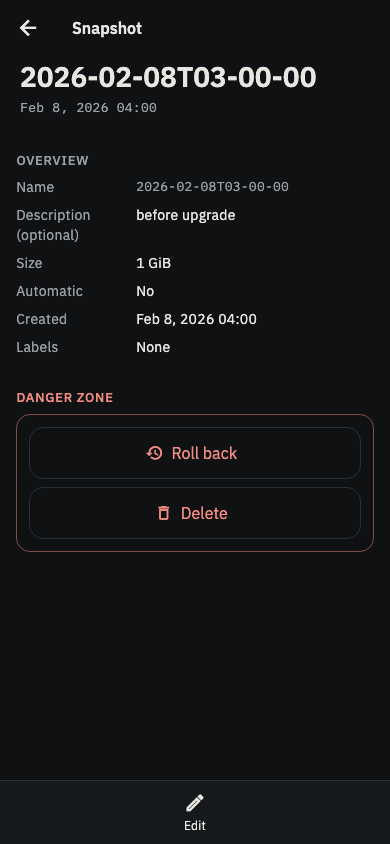 Snapshot
2026-02-08T03-00-00
Feb 8, 2026 04:00
OVERVIEW
Name 2026-02-08T03-00-00
Description (optional) before upgrade
Size 1 GiB
Automatic No
Created Feb 8, 2026 04:00
Labels None
DANGER ZONE
Roll back
Delete
Edit